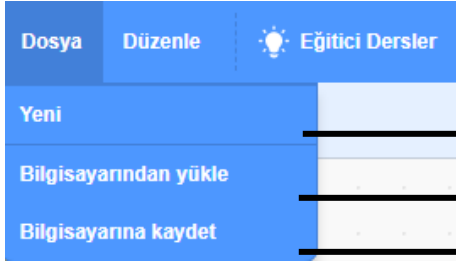 Dosya Düzenle Eğitici Dersler
Yeni
Bilgisayarından yükle
Bilgisayarına kaydet